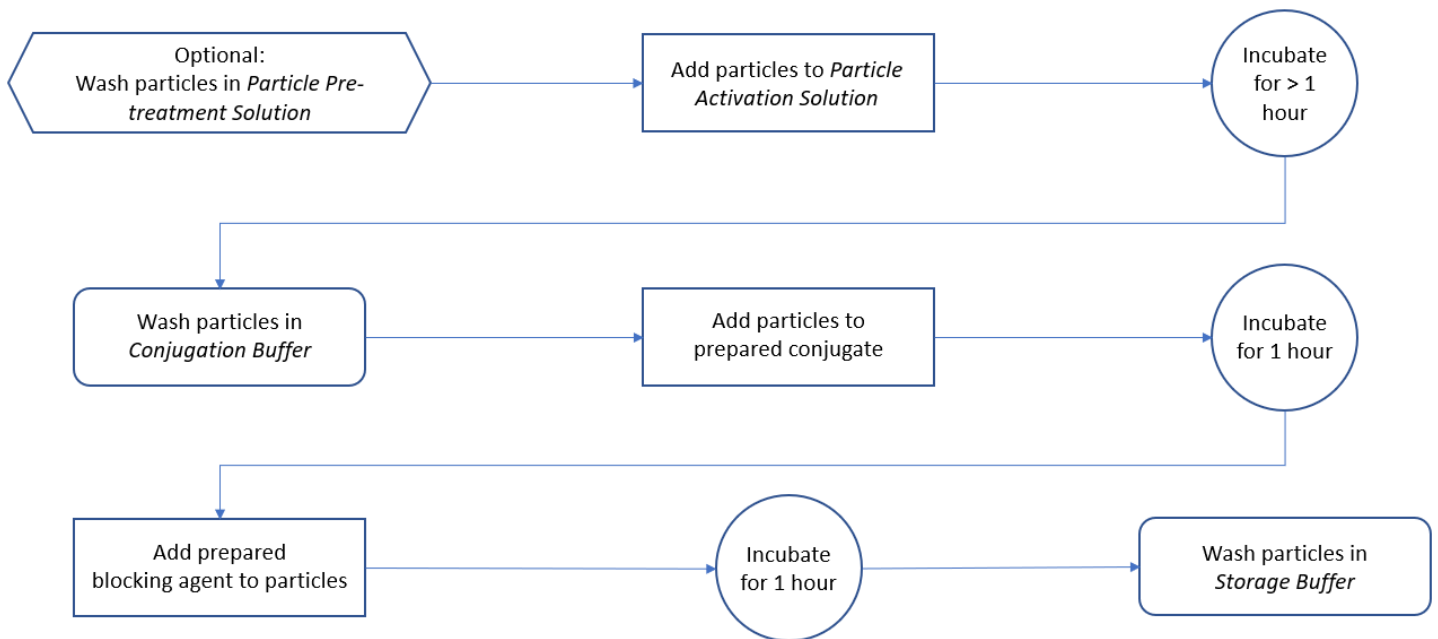 Optional:
Wash particles in Particle Pre-
treatment Solution
Add particles to Particle
Activation Solution
Incubate
for > 1
hour
Wash particles in
Conjugation Buffer
Add particles to
prepared conjugate
Incubate
for 1 hour
Add prepared
blocking agent to particles
Incubate
for 1 hour
Wash particles in
Storage Buffer